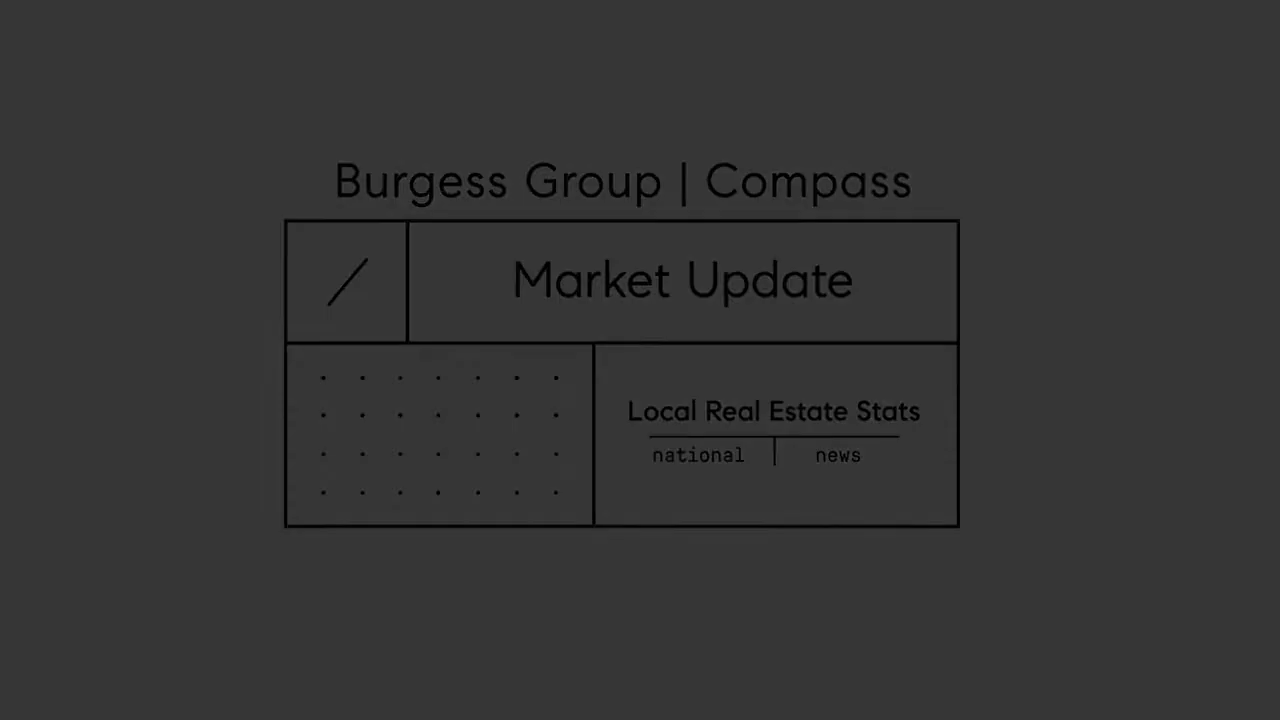 Burgess Group | Compass
Market Update
Local Real Estate Stats
national | news